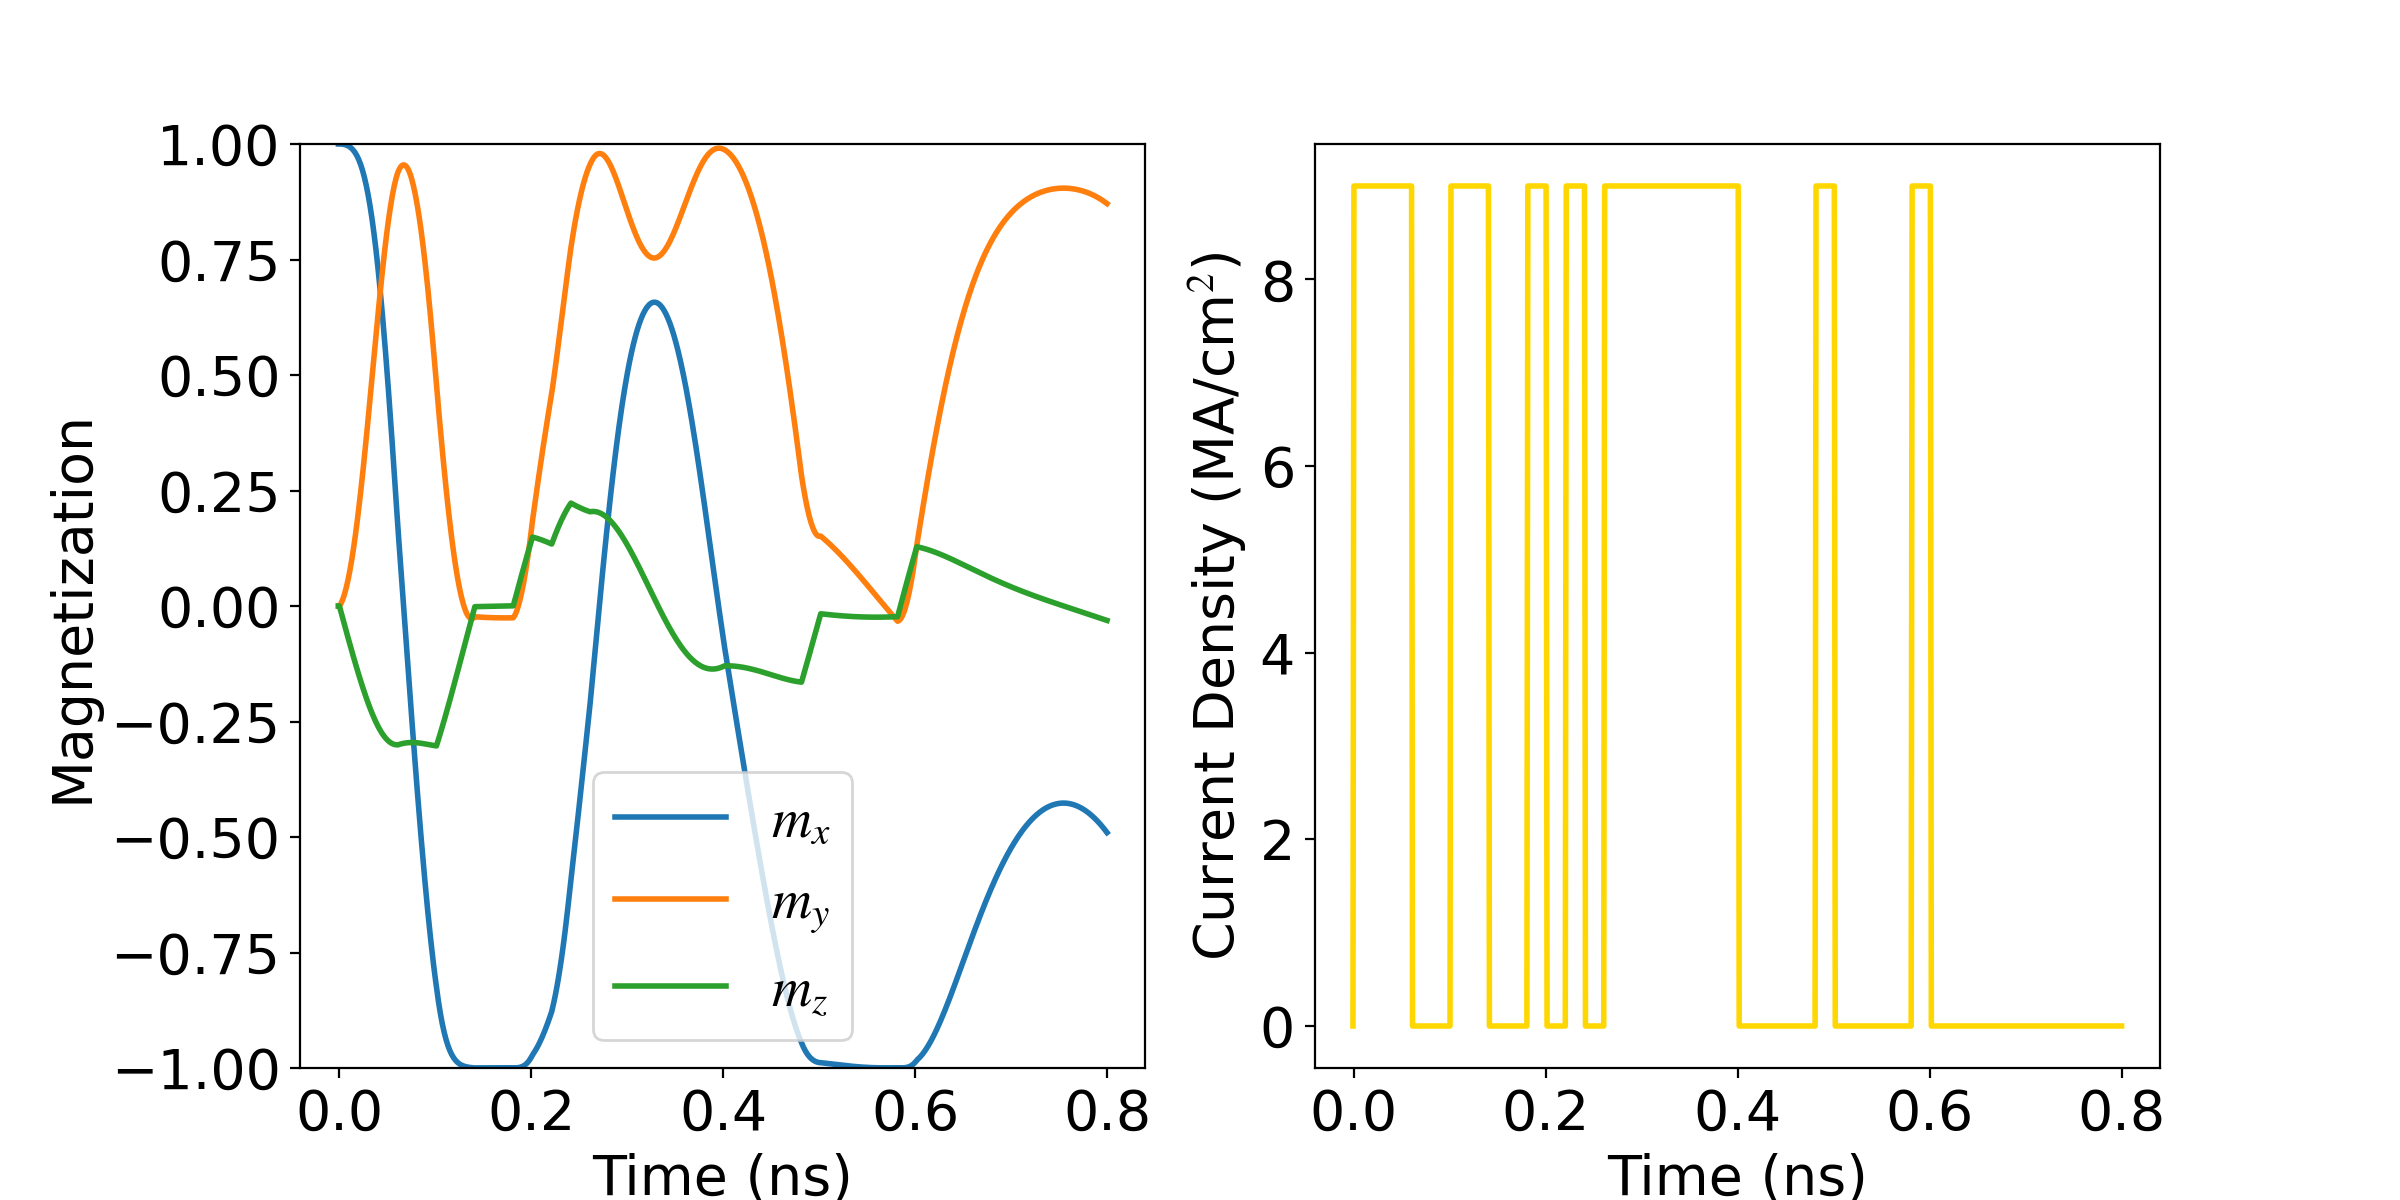 Magnetization
1.00
0.75
0.50
0.25
0.00
−0.25
−0.50
−0.75
−1.00
0.0 0.2 0.4 0.6 0.8
Time (ns)
m_x
m_y
m_z
Current Density (MA/cm²)
8
6
4
2
0
0.0 0.2 0.4 0.6 0.8
Time (ns)